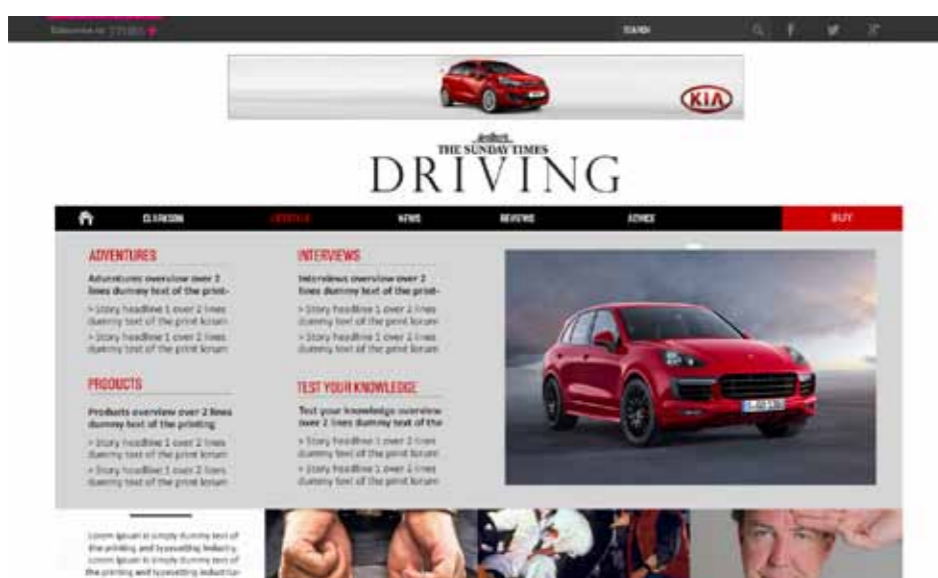 Subscribe to
SEARCH
KIA
THE SUNDAY TIMES
DRIVING
CLARKSON LIFESTYLE NEWS REVIEWS ADVICE BUY
ADVENTURES
Adventures overview over 2
lines dummy text of the print-
> Story headline 1 over 2 lines
dummy text of the print lorum
> Story headline 1 over 2 lines
dummy text of the print lorum
PRODUCTS
Products overview over 2 lines
dummy text of the printing
> Story headline 1 over 2 lines
dummy text of the print lorum
> Story headline 1 over 2 lines
dummy text of the print lorum
INTERVIEWS
Interviews overview over 2
lines dummy text of the print-
> Story headline 1 over 2 lines
dummy text of the print lorum
> Story headline 1 over 2 lines
dummy text of the print lorum
TEST YOUR KNOWLEDGE
Test your knowledge overview
over 2 lines dummy text of the
> Story headline 1 over 2 lines
dummy text of the print lorum
> Story headline 1 over 2 lines
dummy text of the print lorum
Lorem Ipsum is simply dummy text of
the printing and typesetting industry.
Lorem Ipsum is simply dummy text of
the printing and typesetting industrial-